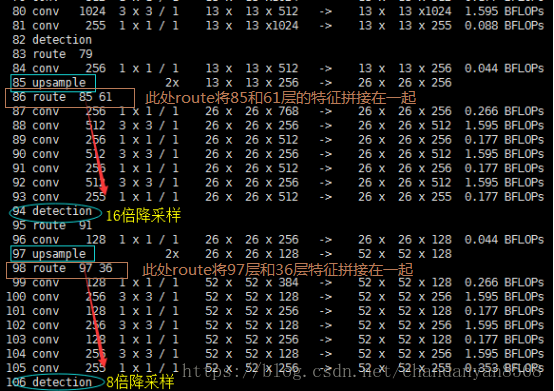 80 conv 1024 3 x 3 / 1 13 x 13 x 512 -> 13 x 13 x1024 1.595 BFLOPs
81 conv 255 1 x 1 / 1 13 x 13 x1024 -> 13 x 13 x 255 0.088 BFLOPs
82 detection
83 route 79
84 conv 256 1 x 1 / 1 13 x 13 x 512 -> 13 x 13 x 256 0.044 BFLOPs
85 upsample 2x 13 x 13 x 256 -> 26 x 26 x 256
86 route 85 61 此处route将85和61层的特征拼接在一起
87 conv 256 1 x 1 / 1 26 x 26 x 768 -> 26 x 26 x 256 0.266 BFLOPs
88 conv 512 3 x 3 / 1 26 x 26 x 256 -> 26 x 26 x 512 1.595 BFLOPs
89 conv 256 1 x 1 / 1 26 x 26 x 512 -> 26 x 26 x 256 0.177 BFLOPs
90 conv 512 3 x 3 / 1 26 x 26 x 256 -> 26 x 26 x 512 1.595 BFLOPs
91 conv 256 1 x 1 / 1 26 x 26 x 512 -> 26 x 26 x 256 0.177 BFLOPs
92 conv 512 3 x 3 / 1 26 x 26 x 256 -> 26 x 26 x 512 1.595 BFLOPs
93 conv 255 1 x 1 / 1 26 x 26 x 512 -> 26 x 26 x 255 0.177 BFLOPs
94 detection 16倍降采样
95 route 91
96 conv 128 1 x 1 / 1 26 x 26 x 256 -> 26 x 26 x 128 0.044 BFLOPs
97 upsample 2x 26 x 26 x 128 -> 52 x 52 x 128
98 route 97 36 此处route将97层和36层特征拼接在一起
99 conv 128 1 x 1 / 1 52 x 52 x 384 -> 52 x 52 x 128 0.266 BFLOPs
100 conv 256 3 x 3 / 1 52 x 52 x 128 -> 52 x 52 x 256 1.595 BFLOPs
101 conv 128 1 x 1 / 1 52 x 52 x 256 -> 52 x 52 x 128 0.177 BFLOPs
102 conv 256 3 x 3 / 1 52 x 52 x 128 -> 52 x 52 x 256 1.595 BFLOPs
103 conv 128 1 x 1 / 1 52 x 52 x 256 -> 52 x 52 x 128 0.177 BFLOPs
104 conv 256 3 x 3 / 1 52 x 52 x 128 -> 52 x 52 x 256 1.595 BFLOPs
105 conv 255 1 x 1 / 1 52 x 52 x 256 -> 52 x 52 x 255 0.353 BFLOPs
106 detection 8倍降采样